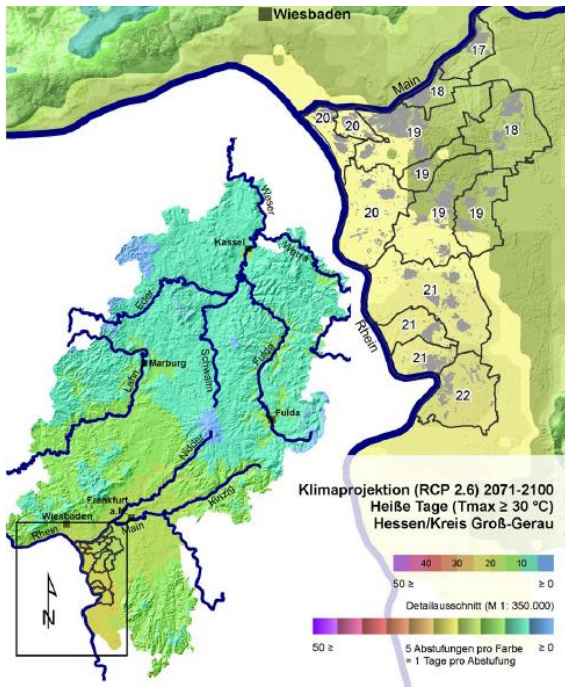 Wiesbaden
17
Main
18
20
20
19
18
19
20
19
19
Weser
Kassel
Werra
21
Eder
Rhein
21
Schwalm
Fulda
21
Lahn
Marburg
22
Fulda
Nidder
Klimaprojektion (RCP 2.6) 2071-2100
Heiße Tage (Tmax ≥ 30 °C)
Hessen/Kreis Groß-Gerau
Frankfurt
a.M.
Kinzig
Wiesbaden
Main
Rhein
40 30 20 10
50 ≥ ≥ 0
Detailausschnitt (M 1: 350.000)
N
50 ≥ 5 Abstufungen pro Farbe ≥ 0
= 1 Tage pro Abstufung